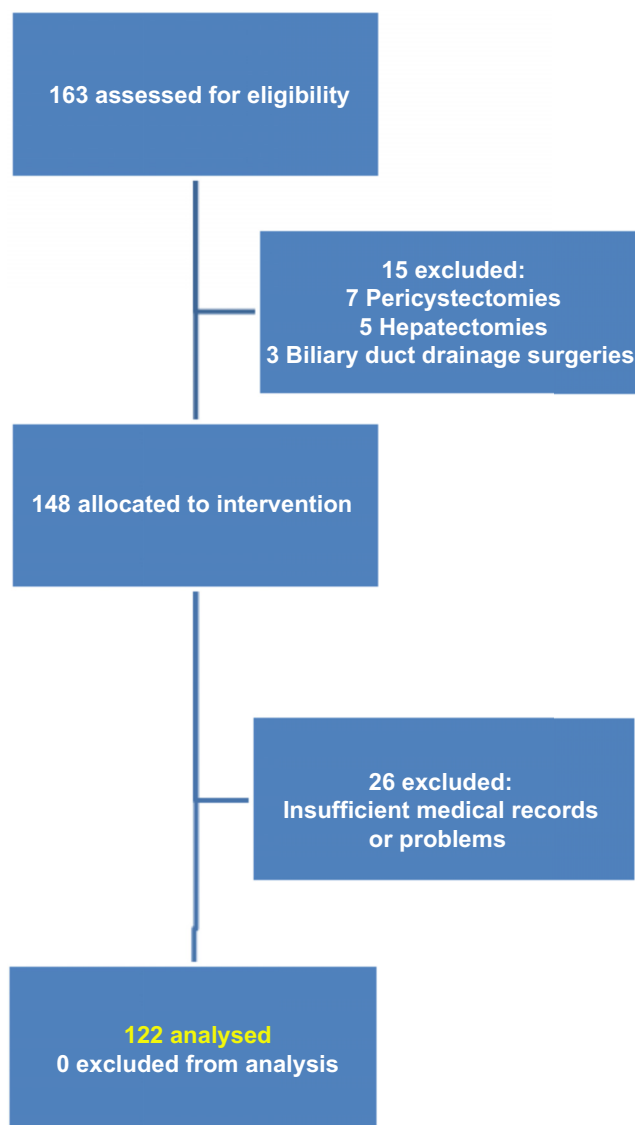 163 assessed for eligibility
15 excluded:
7 Pericystectomies
5 Hepatectomies
3 Biliary duct drainage surgeries
148 allocated to intervention
26 excluded:
Insufficient medical records
or problems
122 analysed
0 excluded from analysis